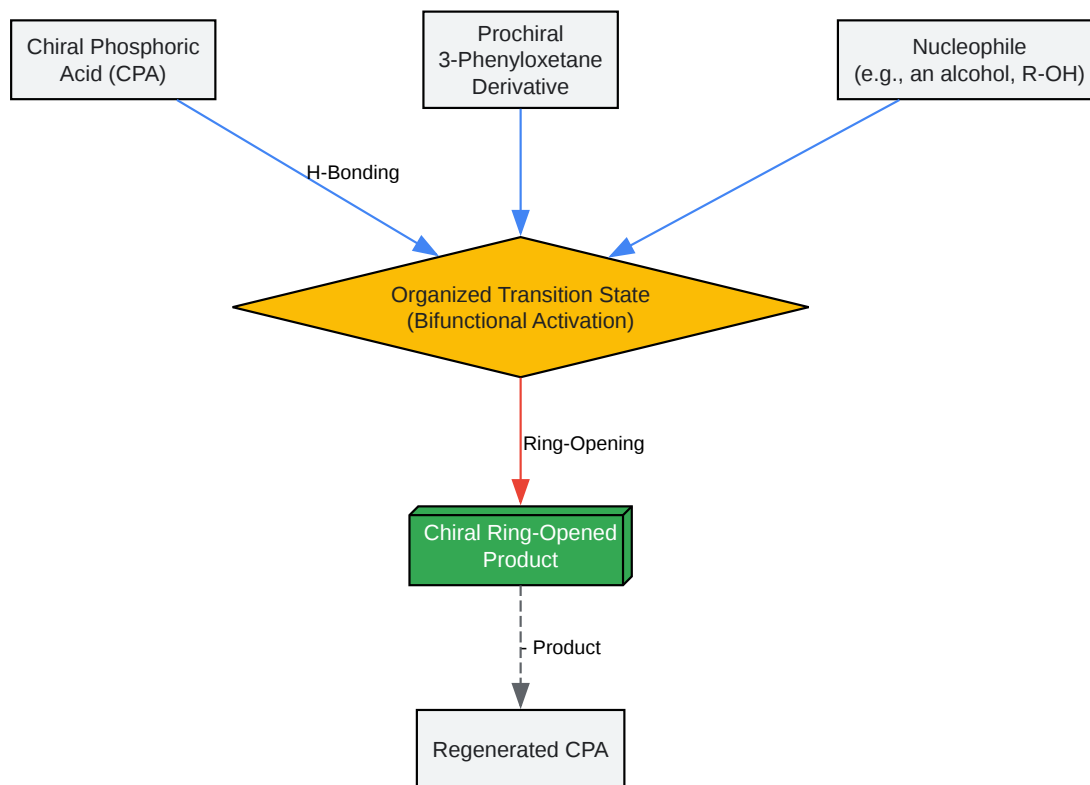 Chiral Phosphoric
Acid (CPA)
Prochiral
3-Phenyloxetane
Derivative
Nucleophile
(e.g., an alcohol, R-OH)
H-Bonding
Organized Transition State
(Bifunctional Activation)
Ring-Opening
Chiral Ring-Opened
Product
- Product
Regenerated CPA